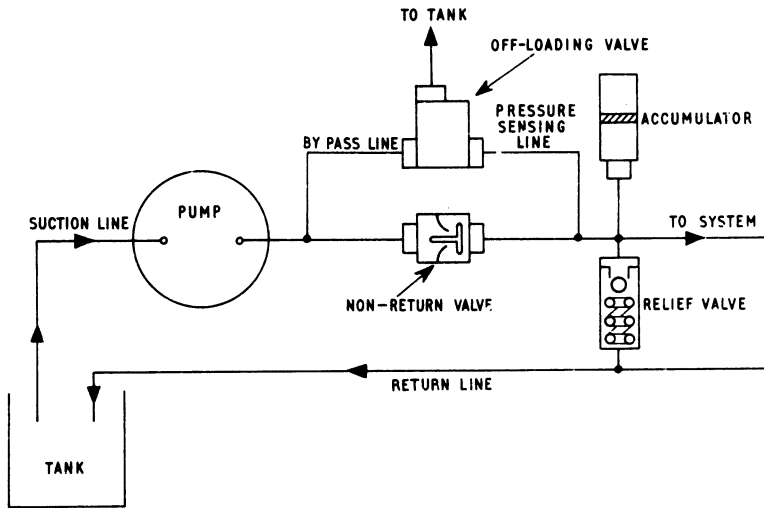 TO TANK
OFF-LOADING VALVE
PRESSURE
SENSING
LINE
BY PASS LINE
ACCUMULATOR
SUCTION LINE
PUMP
TO SYSTEM
NON-RETURN VALVE
RELIEF VALVE
RETURN LINE
TANK